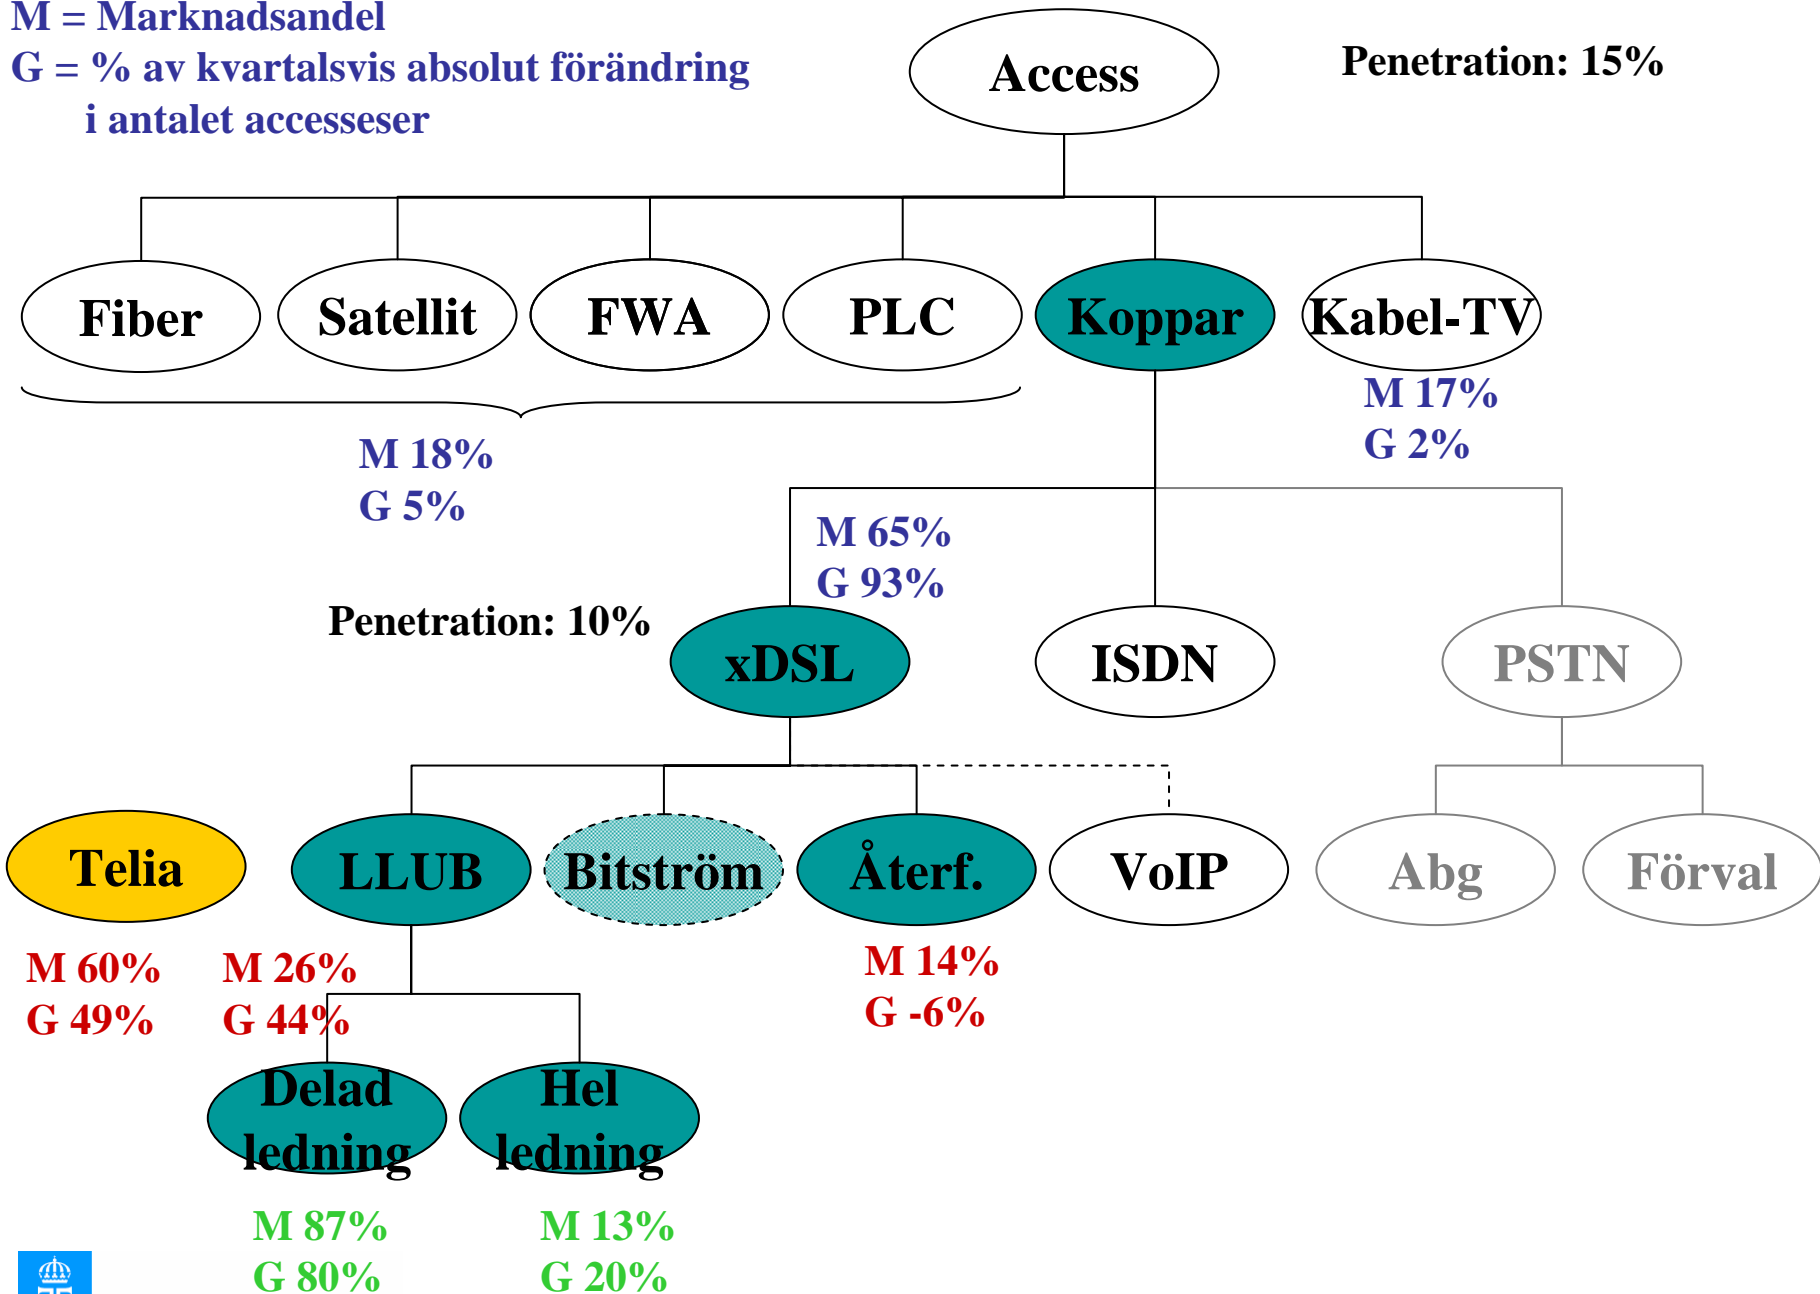 M = Marknadsandel
G = % av kvartalsvis absolut förändring
i antalet accesseser
Access
Penetration: 15%
Fiber
Satellit
FWA
PLC
Koppar
Kabel-TV
M 17%
G 2%
M 18%
G 5%
M 65%
G 93%
Penetration: 10%
xDSL
ISDN
PSTN
Telia
LLUB
Bitström
Återf.
VoIP
Abg
Förval
M 60%
G 49%
M 26%
G 44%
M 14%
G -6%
Delad
ledning
Hel
ledning
M 87%
G 80%
M 13%
G 20%